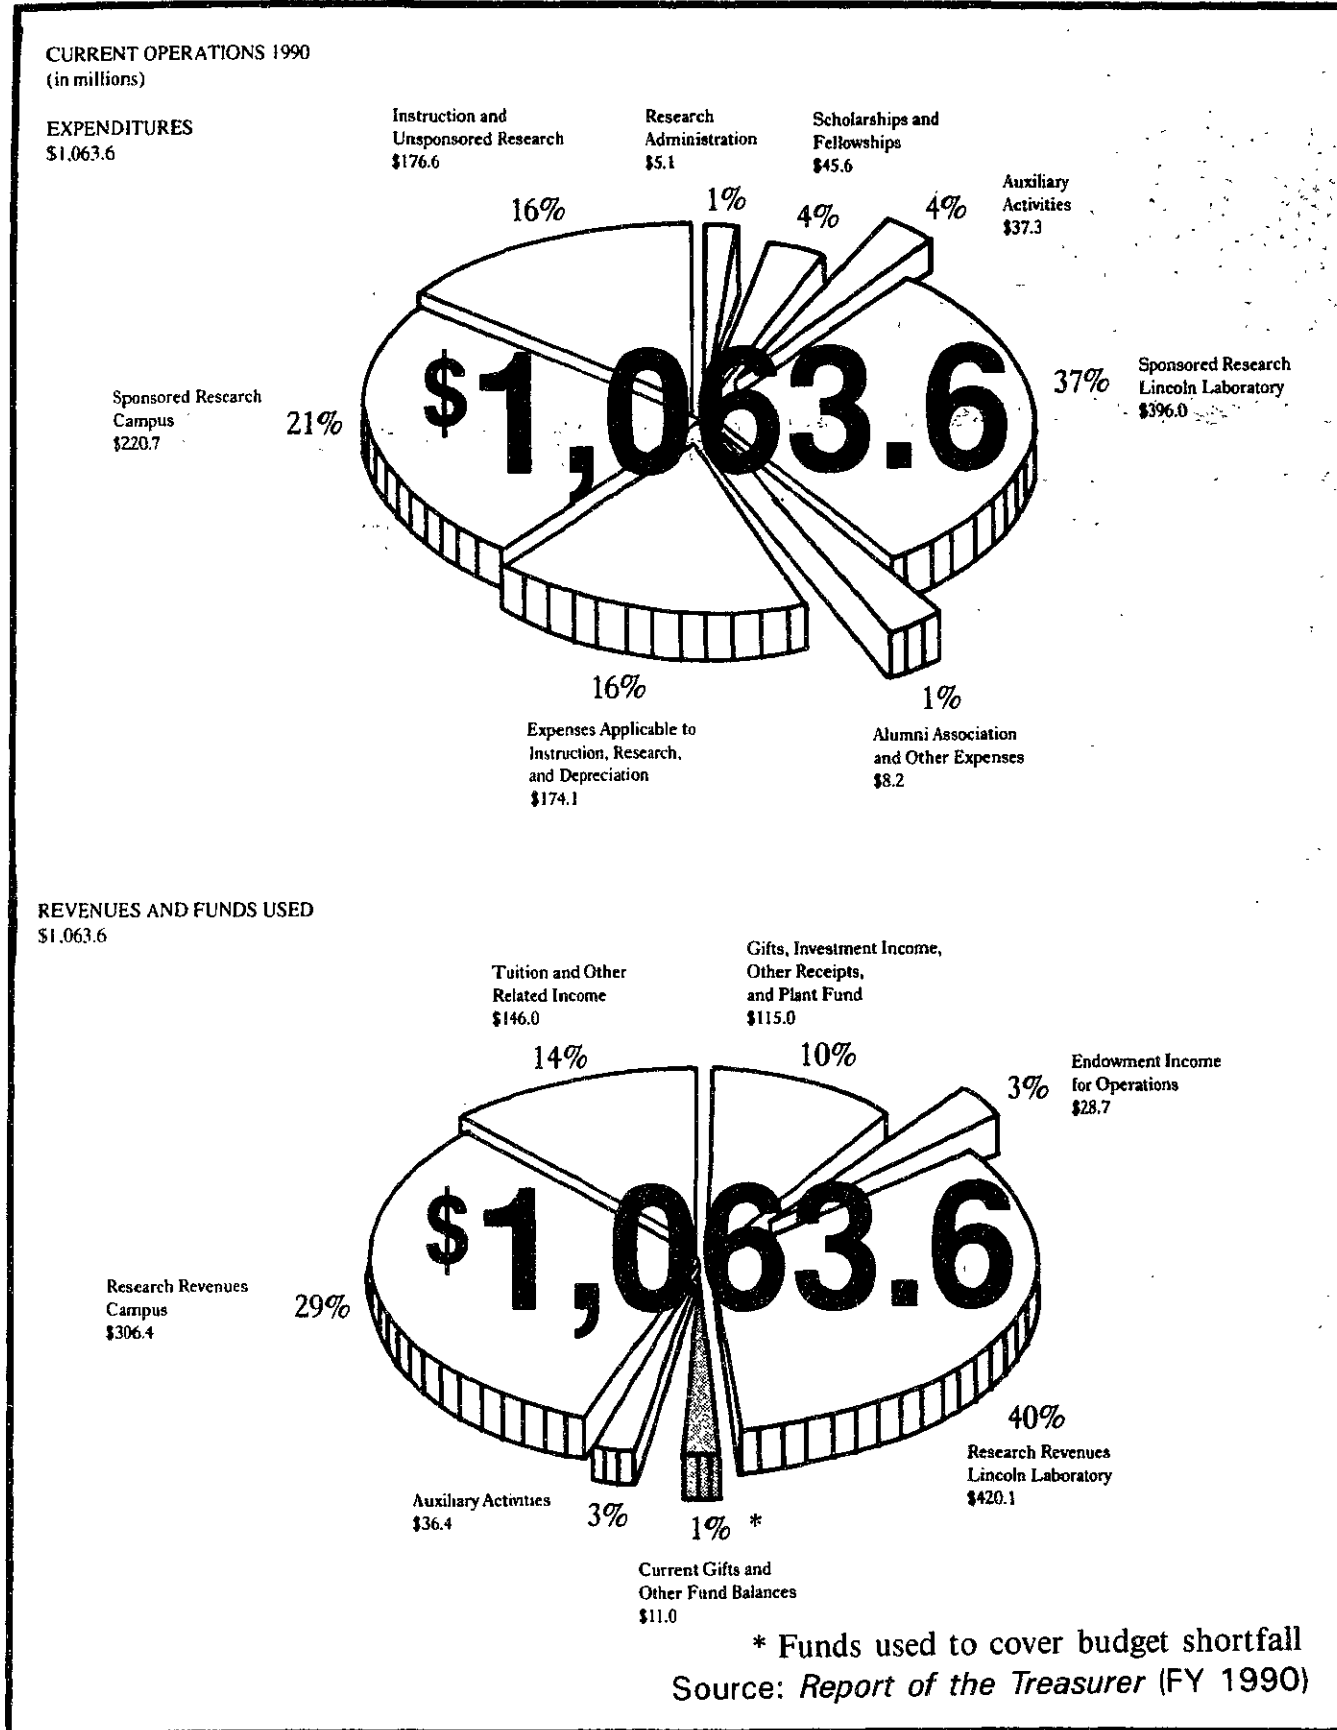 CURRENT OPERATIONS 1990
(in millions)
EXPENDITURES
$1,063.6
Instruction and
Unsponsored Research
$176.6
16%
Research
Administration
$5.1
1%
Scholarships and
Fellowships
$45.6
4%
4%
Auxiliary
Activities
$37.3
$1,063.6
Sponsored Research
Campus
$220.7
21%
37%
Sponsored Research
Lincoln Laboratory
$396.0
16%
Expenses Applicable to
Instruction, Research,
and Depreciation
$174.1
1%
Alumni Association
and Other Expenses
$8.2
REVENUES AND FUNDS USED
$1,063.6
Tuition and Other
Related Income
$146.0
14%
Gifts, Investment Income,
Other Receipts,
and Plant Fund
$115.0
10%
3%
Endowment Income
for Operations
$28.7
$1,063.6
Research Revenues
Campus
$306.4
29%
40%
Research Revenues
Lincoln Laboratory
$420.1
Auxiliary Activities
$36.4
3%
1% *
Current Gifts and
Other Fund Balances
$11.0
* Funds used to cover budget shortfall
Source: Report of the Treasurer (FY 1990)